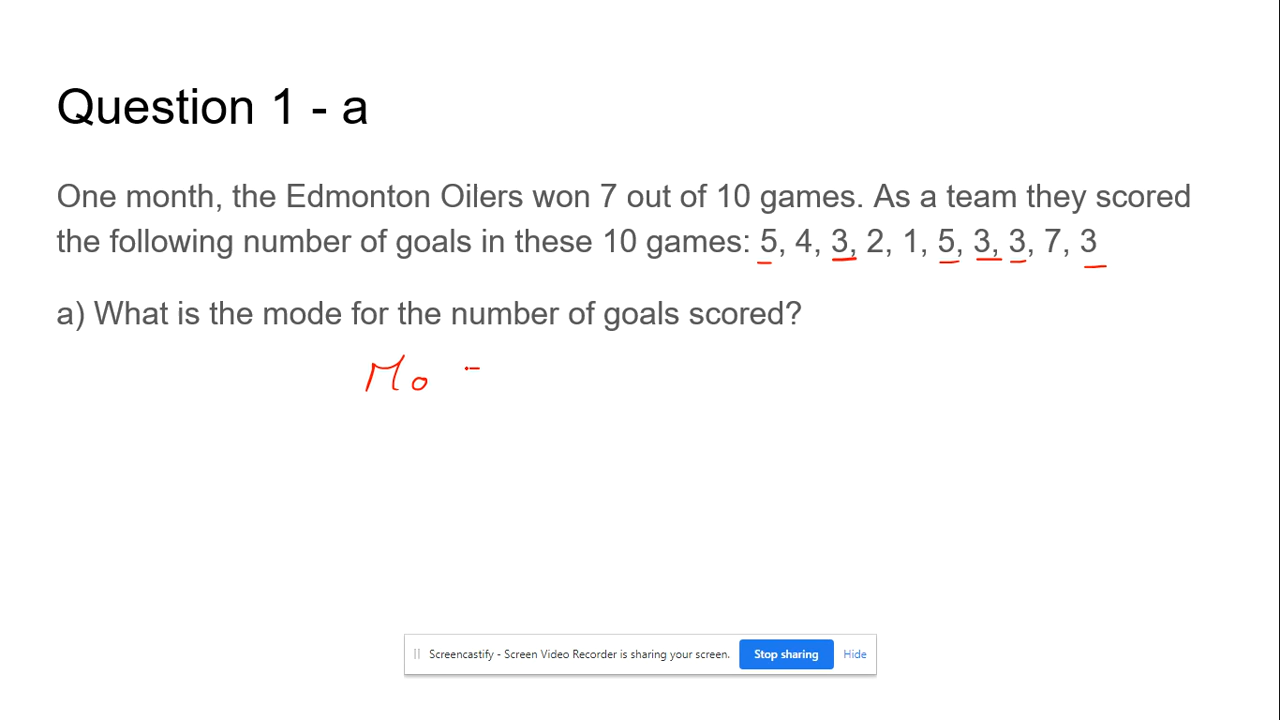 Question 1 - a
One month, the Edmonton Oilers won 7 out of 10 games. As a team they scored
the following number of goals in these 10 games: 5, 4, 3, 2, 1, 5, 3, 3, 7, 3
a) What is the mode for the number of goals scored?
Mo =
Screencastify - Screen Video Recorder is sharing your screen. Stop sharing Hide